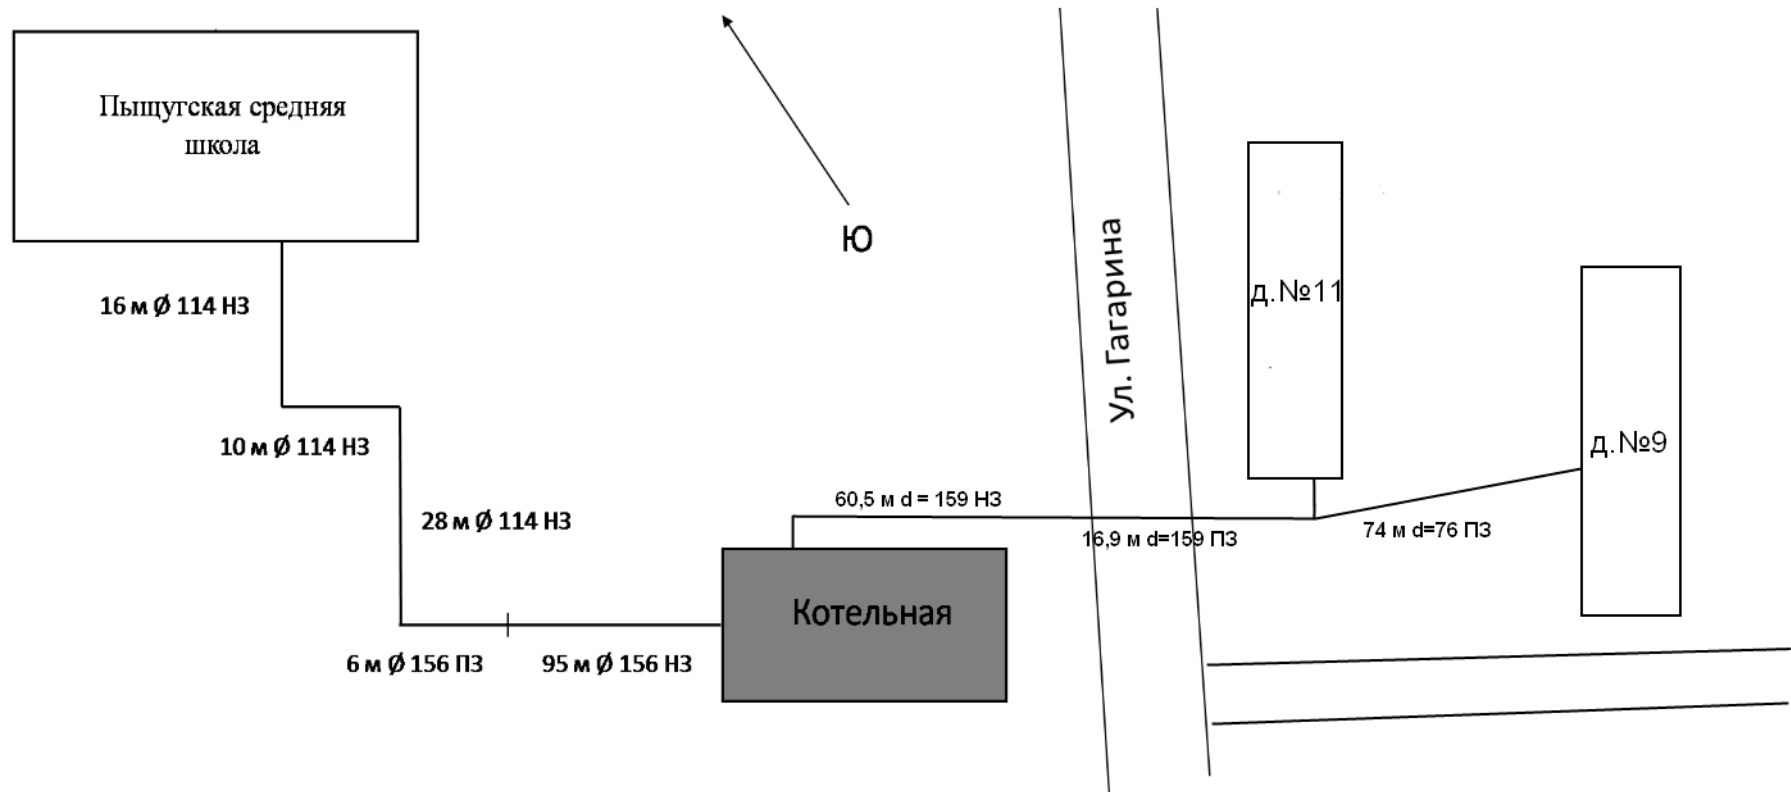 Пыщугская средняя
школа
Ю
16 м Ø 114 НЗ
Ул. Гагарина
д.№11
д.№9
10 м Ø 114 НЗ
28 м Ø 114 НЗ
60,5 м d = 159 НЗ
16,9 м d=159 ПЗ
74 м d=76 ПЗ
Котельная
6 м Ø 156 ПЗ
95 м Ø 156 НЗ